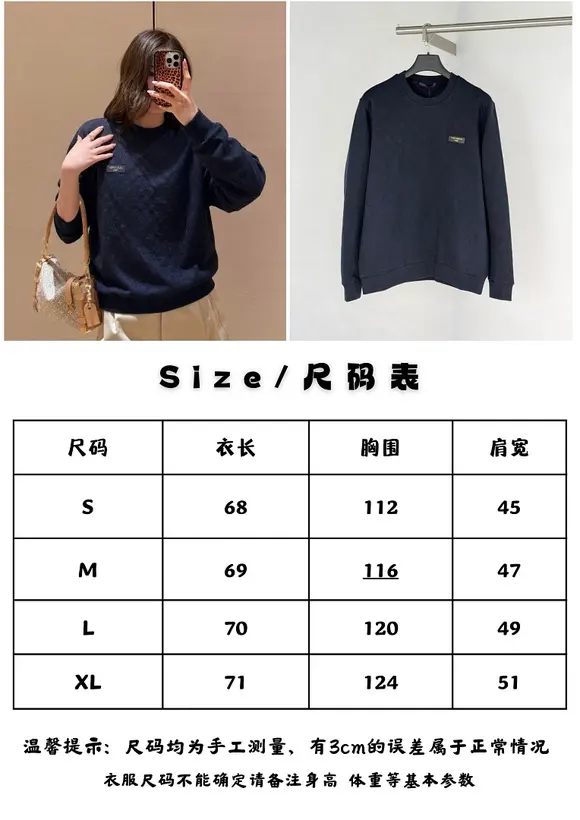 Size/尺码表
尺码 衣长 胸围 肩宽
S 68 112 45
M 69 116 47
L 70 120 49
XL 71 124 51
温馨提示：尺码均为手工测量、有3cm的误差属于正常情况
衣服尺码不能确定请备注身高 体重等基本参数